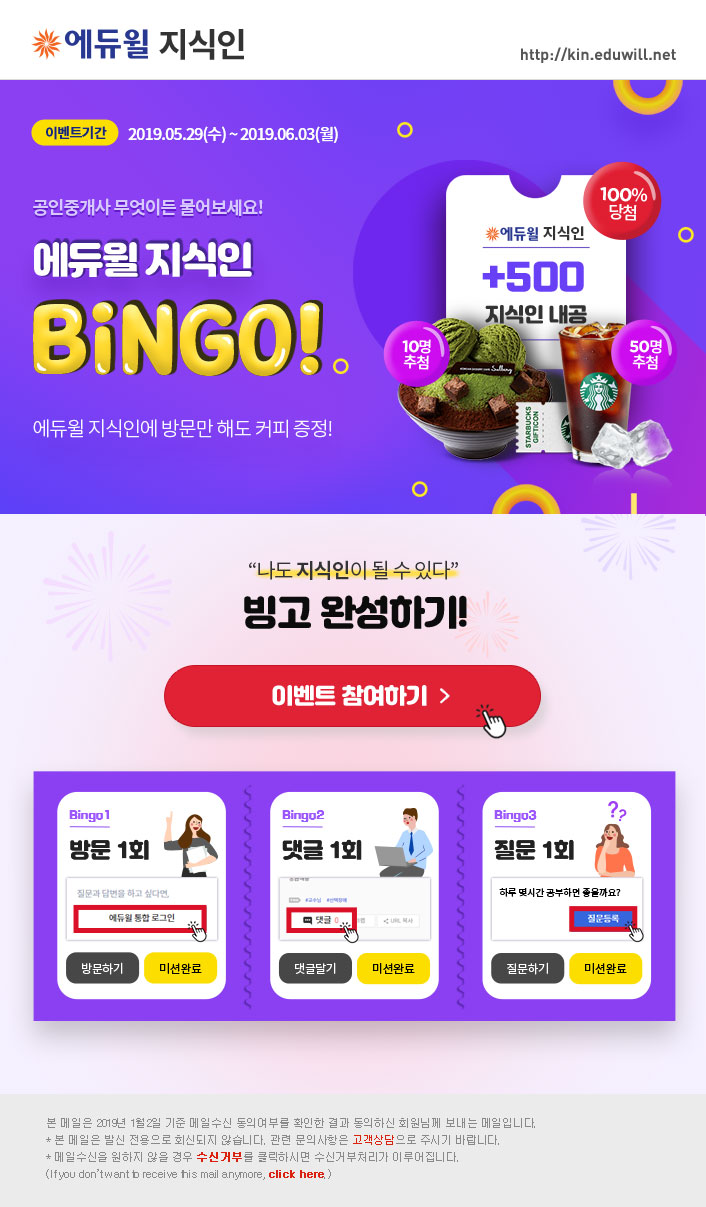 에듀윌 지식인
http://kin.eduwill.net
이벤트기간 2019.05.29(수) ~ 2019.06.03(월)
공인중개사 무엇이든 물어보세요!
에듀윌 지식인
BiNGO!
에듀윌 지식인에 방문만 해도 커피 증정!
100%
당첨
에듀윌 지식인
+500
지식인 내공
10명
추첨
50명
추첨
Sulbing
STARBUCKS
GIFTICON
“나도 지식인이 될 수 있다”
빙고 완성하기!
이벤트 참여하기 >
Bingo1
방문 1회
질문과 답변을 하고 싶다면,
에듀윌 통합 로그인
방문하기 미션완료
Bingo2
댓글 1회
댓글 0
URL 복사
댓글달기 미션완료
Bingo3
??
질문 1회
하루 몇시간 공부하면 좋을까요?
질문등록
질문하기 미션완료
본 메일은 2019년 1월2일 기준 메일수신 동의여부를 확인한 결과 동의하신 회원님께 보내는 메일입니다.
* 본 메일은 발신 전용으로 회신되지 않습니다. 관련 문의사항은 고객상담으로 주시기 바랍니다.
* 메일수신을 원하지 않을 경우 수신거부를 클릭하시면 수신거부처리가 이루어집니다.
(If you don't want to receive this mail anymore, click here.)